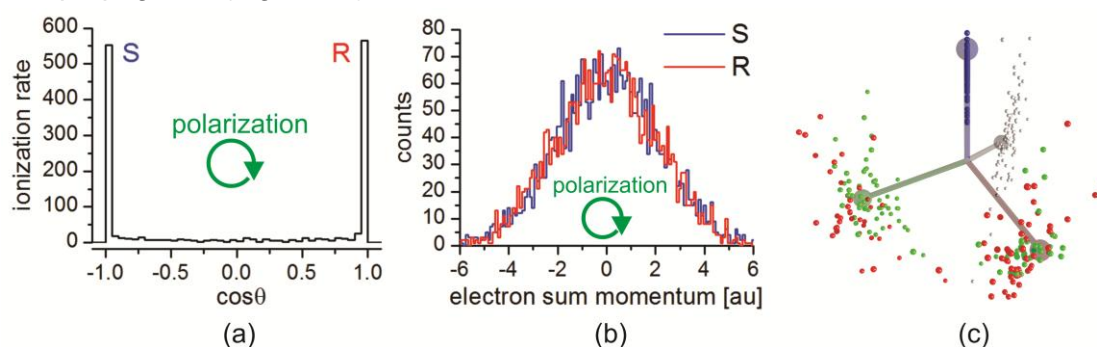 600
500
400
300
200
100
0
ionization rate
S
R
polarization
-1.0 -0.5 0.0 0.5 1.0
cosθ
(a)
80
70
60
50
40
30
20
10
0
counts
S
R
polarization
-6 -4 -2 0 2 4 6
electron sum momentum [au]
(b)
(c)